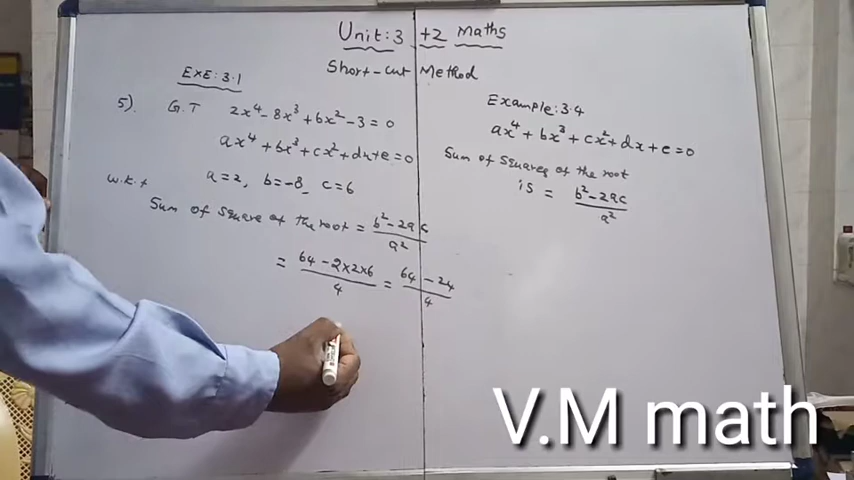 Unit:3 +2 Maths
Short-cut Method
EXE:3.1
5). G.T 2x⁴-8x³+6x²-3=0
ax⁴+bx³+cx²+dx+e=0
a=2, b=-8, c=6
w.k.t
Sum of square of the root = b²-2ac/a²
= 64-2×2×6/4 = 64-24/4
Example:3.4
ax⁴+bx³+cx²+dx+e=0
Sum of Squares of the root
is = b²-2ac/a²
V.M mmath